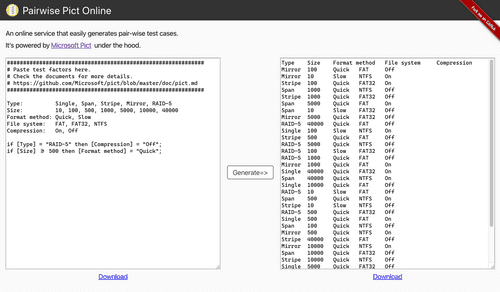 Pairwise Pict Online
Fork me on GitHub
An online service that easily generates pair-wise test cases.
It's powered by Microsoft Pict under the hood.
############################################################
# Paste test factors here.
# Check the documents for more details.
# https://github.com/Microsoft/pict/blob/master/doc/pict.md
############################################################
Type: Single, Span, Stripe, Mirror, RAID-5
Size: 10, 100, 500, 1000, 5000, 10000, 40000
Format method: Quick, Slow
File system: FAT, FAT32, NTFS
Compression: On, Off
if [Type] = "RAID-5" then [Compression] = "Off";
if [Size] ≥ 500 then [Format method] = "Quick";
Download
Generate=>
Type Size Format method File system Compression
Mirror 100 Quick FAT Off
Mirror 10 Slow NTFS On
Stripe 100 Quick FAT32 On
Span 1000 Quick NTFS Off
Stripe 1000 Quick FAT32 Off
Span 5000 Quick FAT On
Span 10 Slow FAT32 Off
Mirror 5000 Quick FAT32 On
RAID-5 40000 Quick FAT Off
Single 100 Slow NTFS On
Stripe 500 Quick FAT On
RAID-5 5000 Quick NTFS Off
RAID-5 100 Slow FAT32 Off
Stripe 10 Quick FAT Off
RAID-5 1000 Quick FAT Off
Mirror 1000 Quick FAT On
Single 40000 Quick FAT32 On
Span 40000 Quick NTFS On
Single 10000 Quick FAT Off
RAID-5 10 Slow FAT Off
Span 500 Quick NTFS Off
Stripe 10 Slow NTFS On
RAID-5 500 Quick FAT32 Off
Single 500 Quick FAT On
Span 100 Quick NTFS Off
Mirror 500 Quick FAT Off
Stripe 40000 Quick FAT Off
Mirror 10000 Quick NTFS On
Span 10000 Quick FAT32 Off
Mirror 40000 Quick FAT32 Off
Stripe 10000 Quick NTFS On
Single 5000 Quick FAT32 Off
Download